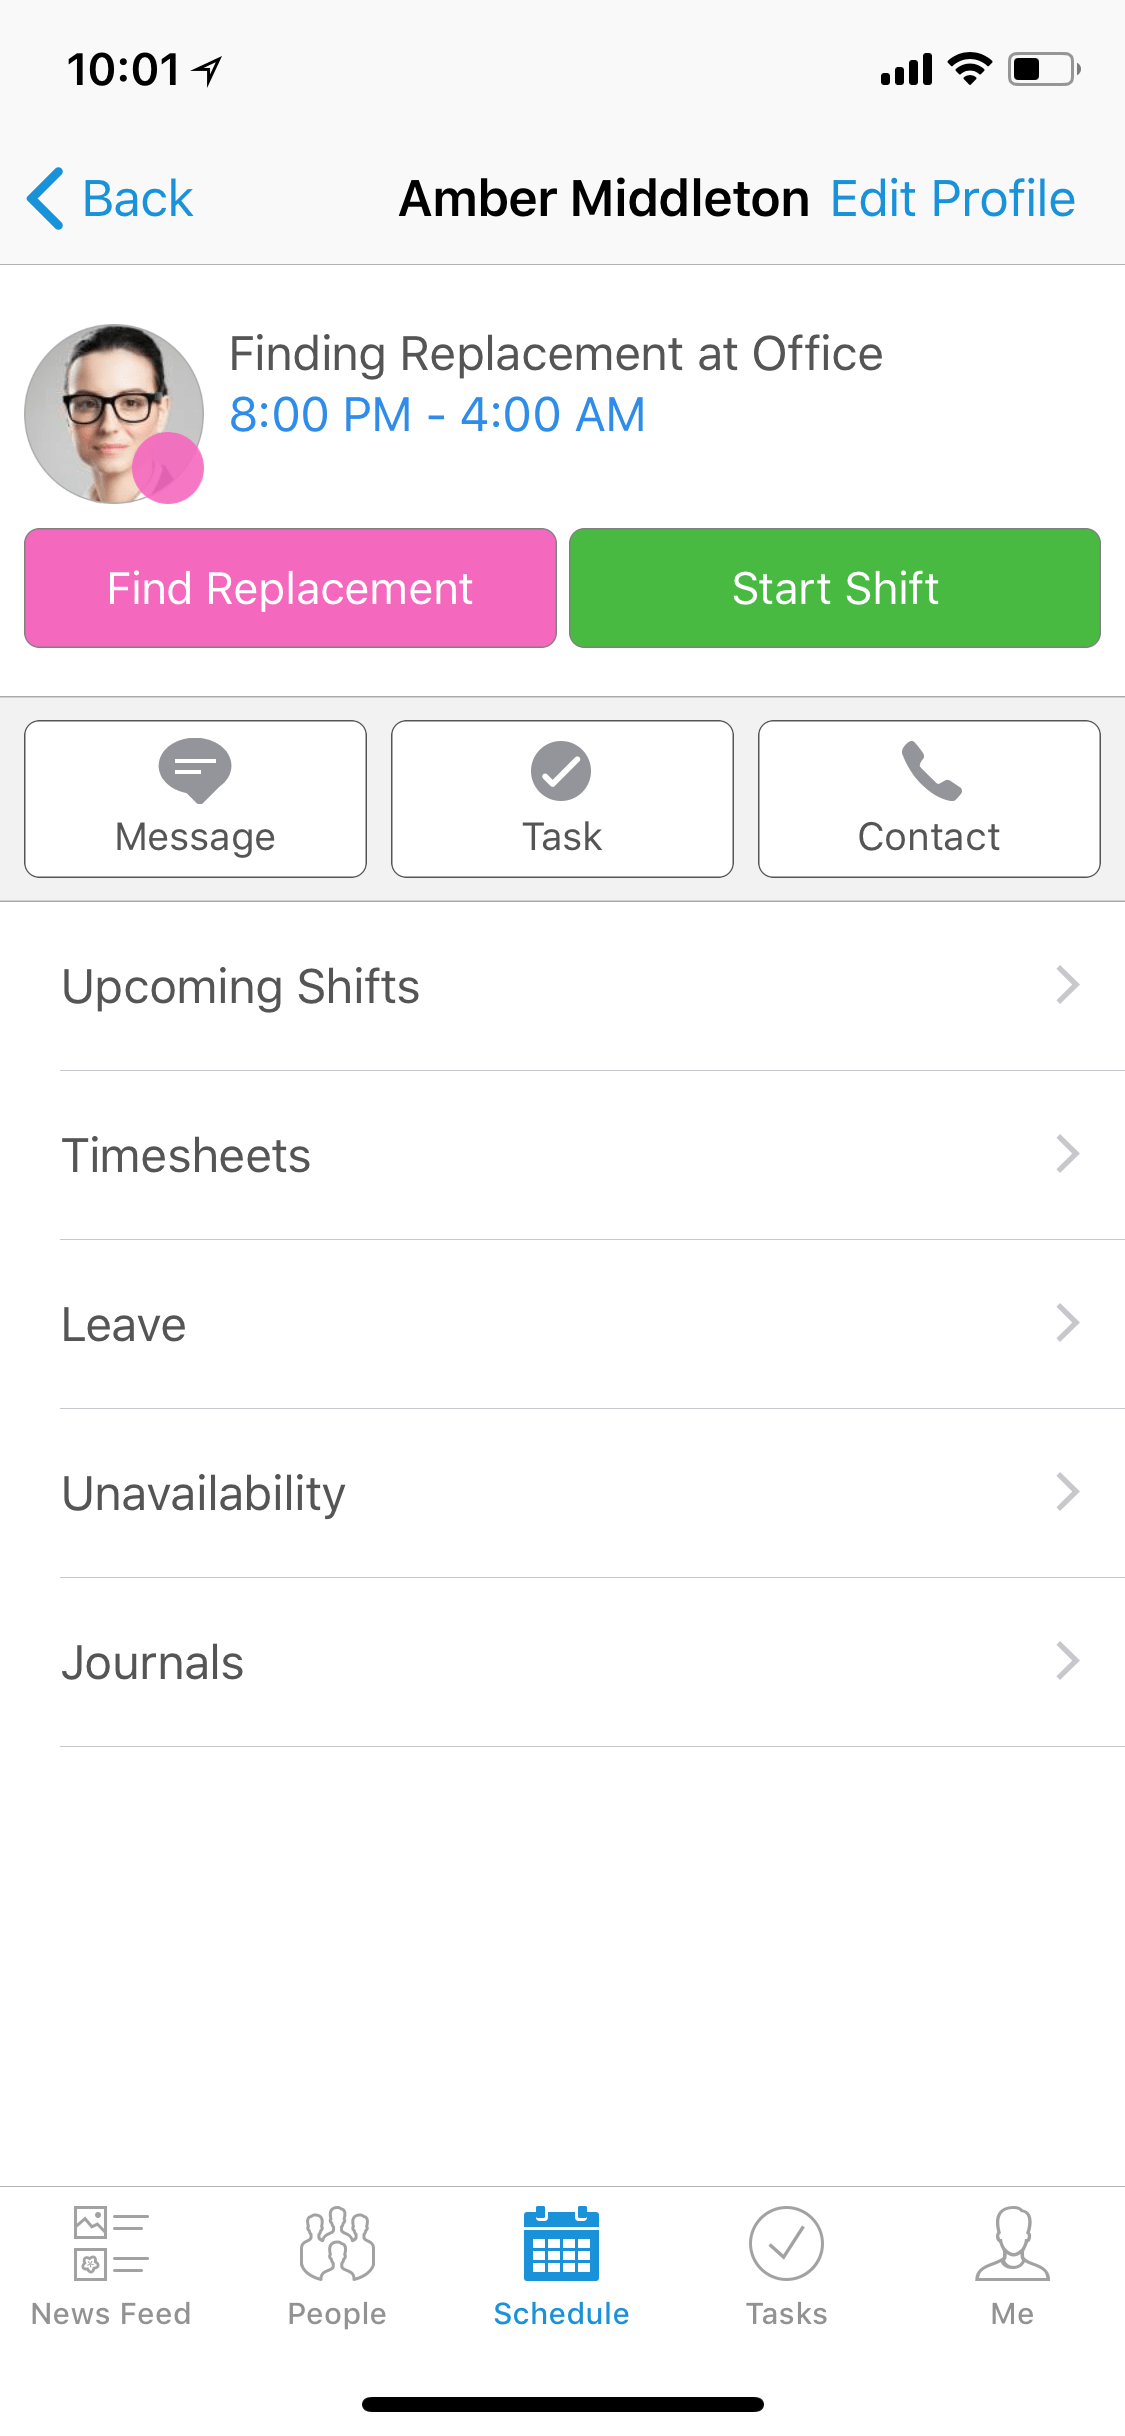 10:01
Back
Amber Middleton
Edit Profile
Finding Replacement at Office
8:00 PM - 4:00 AM
Find Replacement
Start Shift
Message
Task
Contact
Upcoming Shifts
Timesheets
Leave
Unavailability
Journals
News Feed
People
Schedule
Tasks
Me